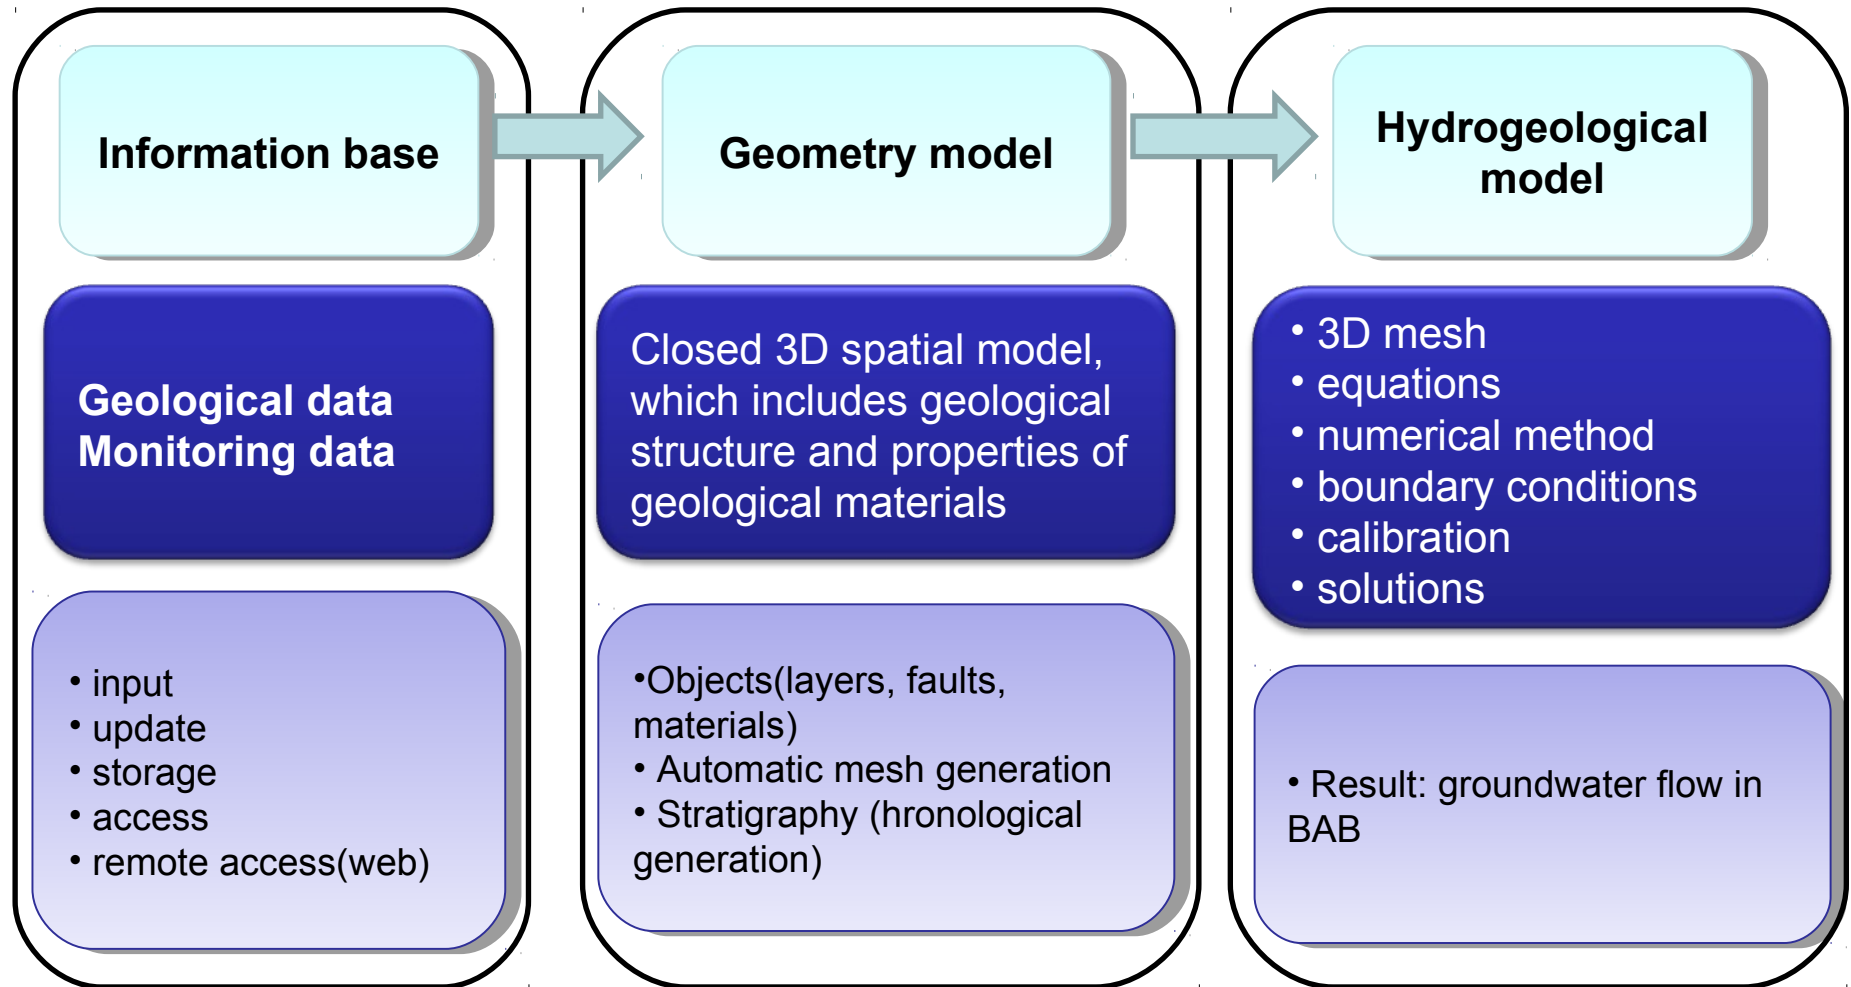 Information base
Geological data
Monitoring data
• input
• update
• storage
• access
• remote access(web)
Geometry model
Closed 3D spatial model,
which includes geological
structure and properties of
geological materials
•Objects(layers, faults,
materials)
• Automatic mesh generation
• Stratigraphy (hronological
generation)
Hydrogeological
model
• 3D mesh
• equations
• numerical method
• boundary conditions
• calibration
• solutions
• Result: groundwater flow in
BAB